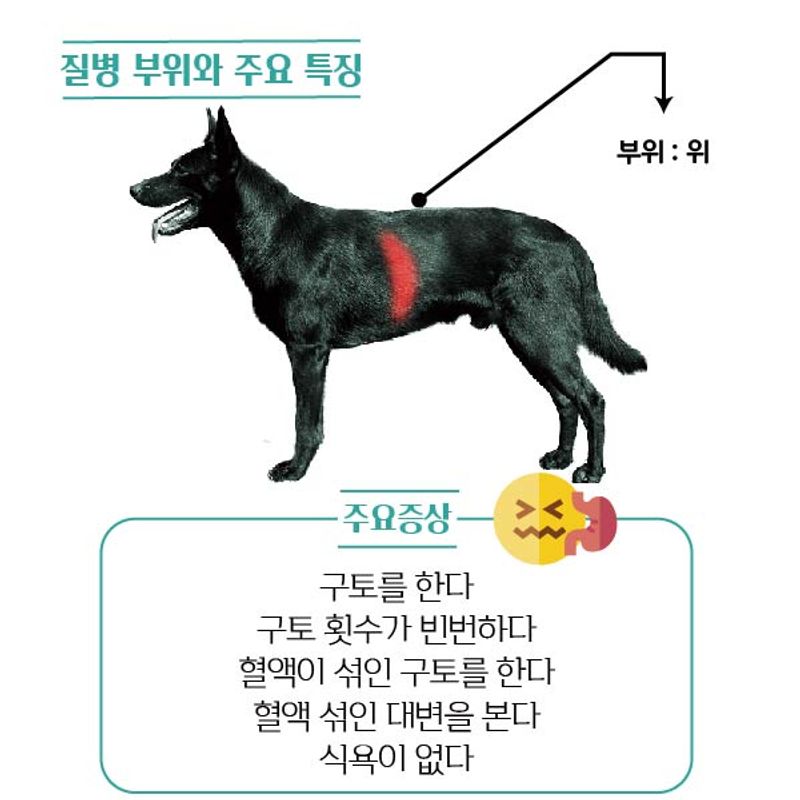 질병 부위와 주요 특징
부위 : 위
주요증상
구토를 한다
구토 횟수가 빈번하다
혈액이 섞인 구토를 한다
혈액 섞인 대변을 본다
식욕이 없다